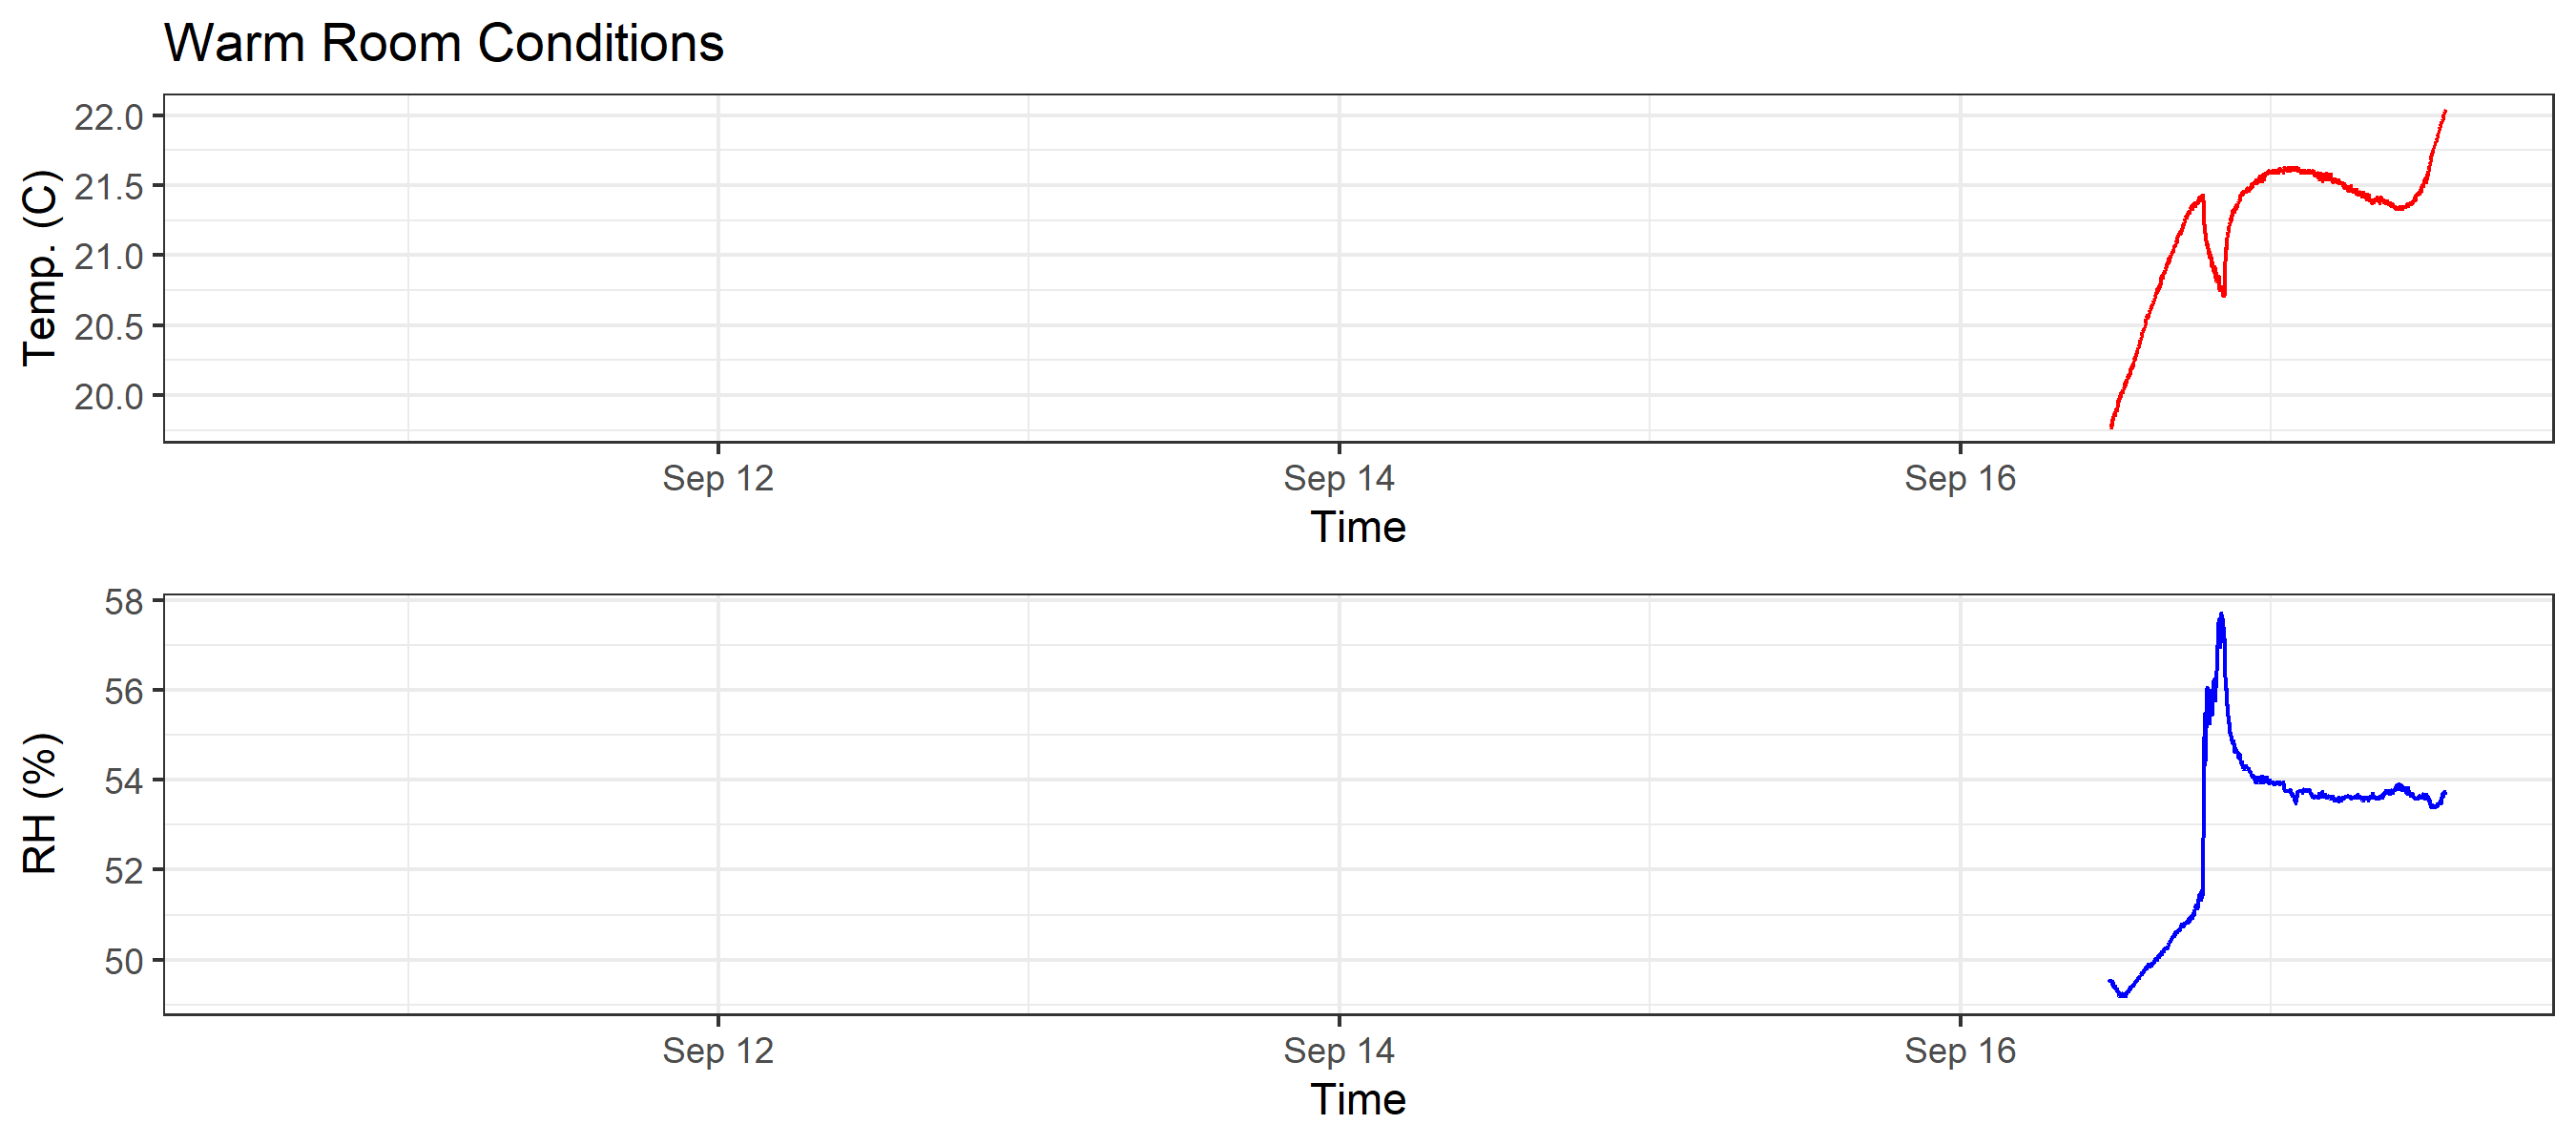 Warm Room Conditions
Temp. (C)
22.0
21.5
21.0
20.5
20.0
Sep 12 Sep 14 Sep 16
Time
RH (%)
58
56
54
52
50
Sep 12 Sep 14 Sep 16
Time